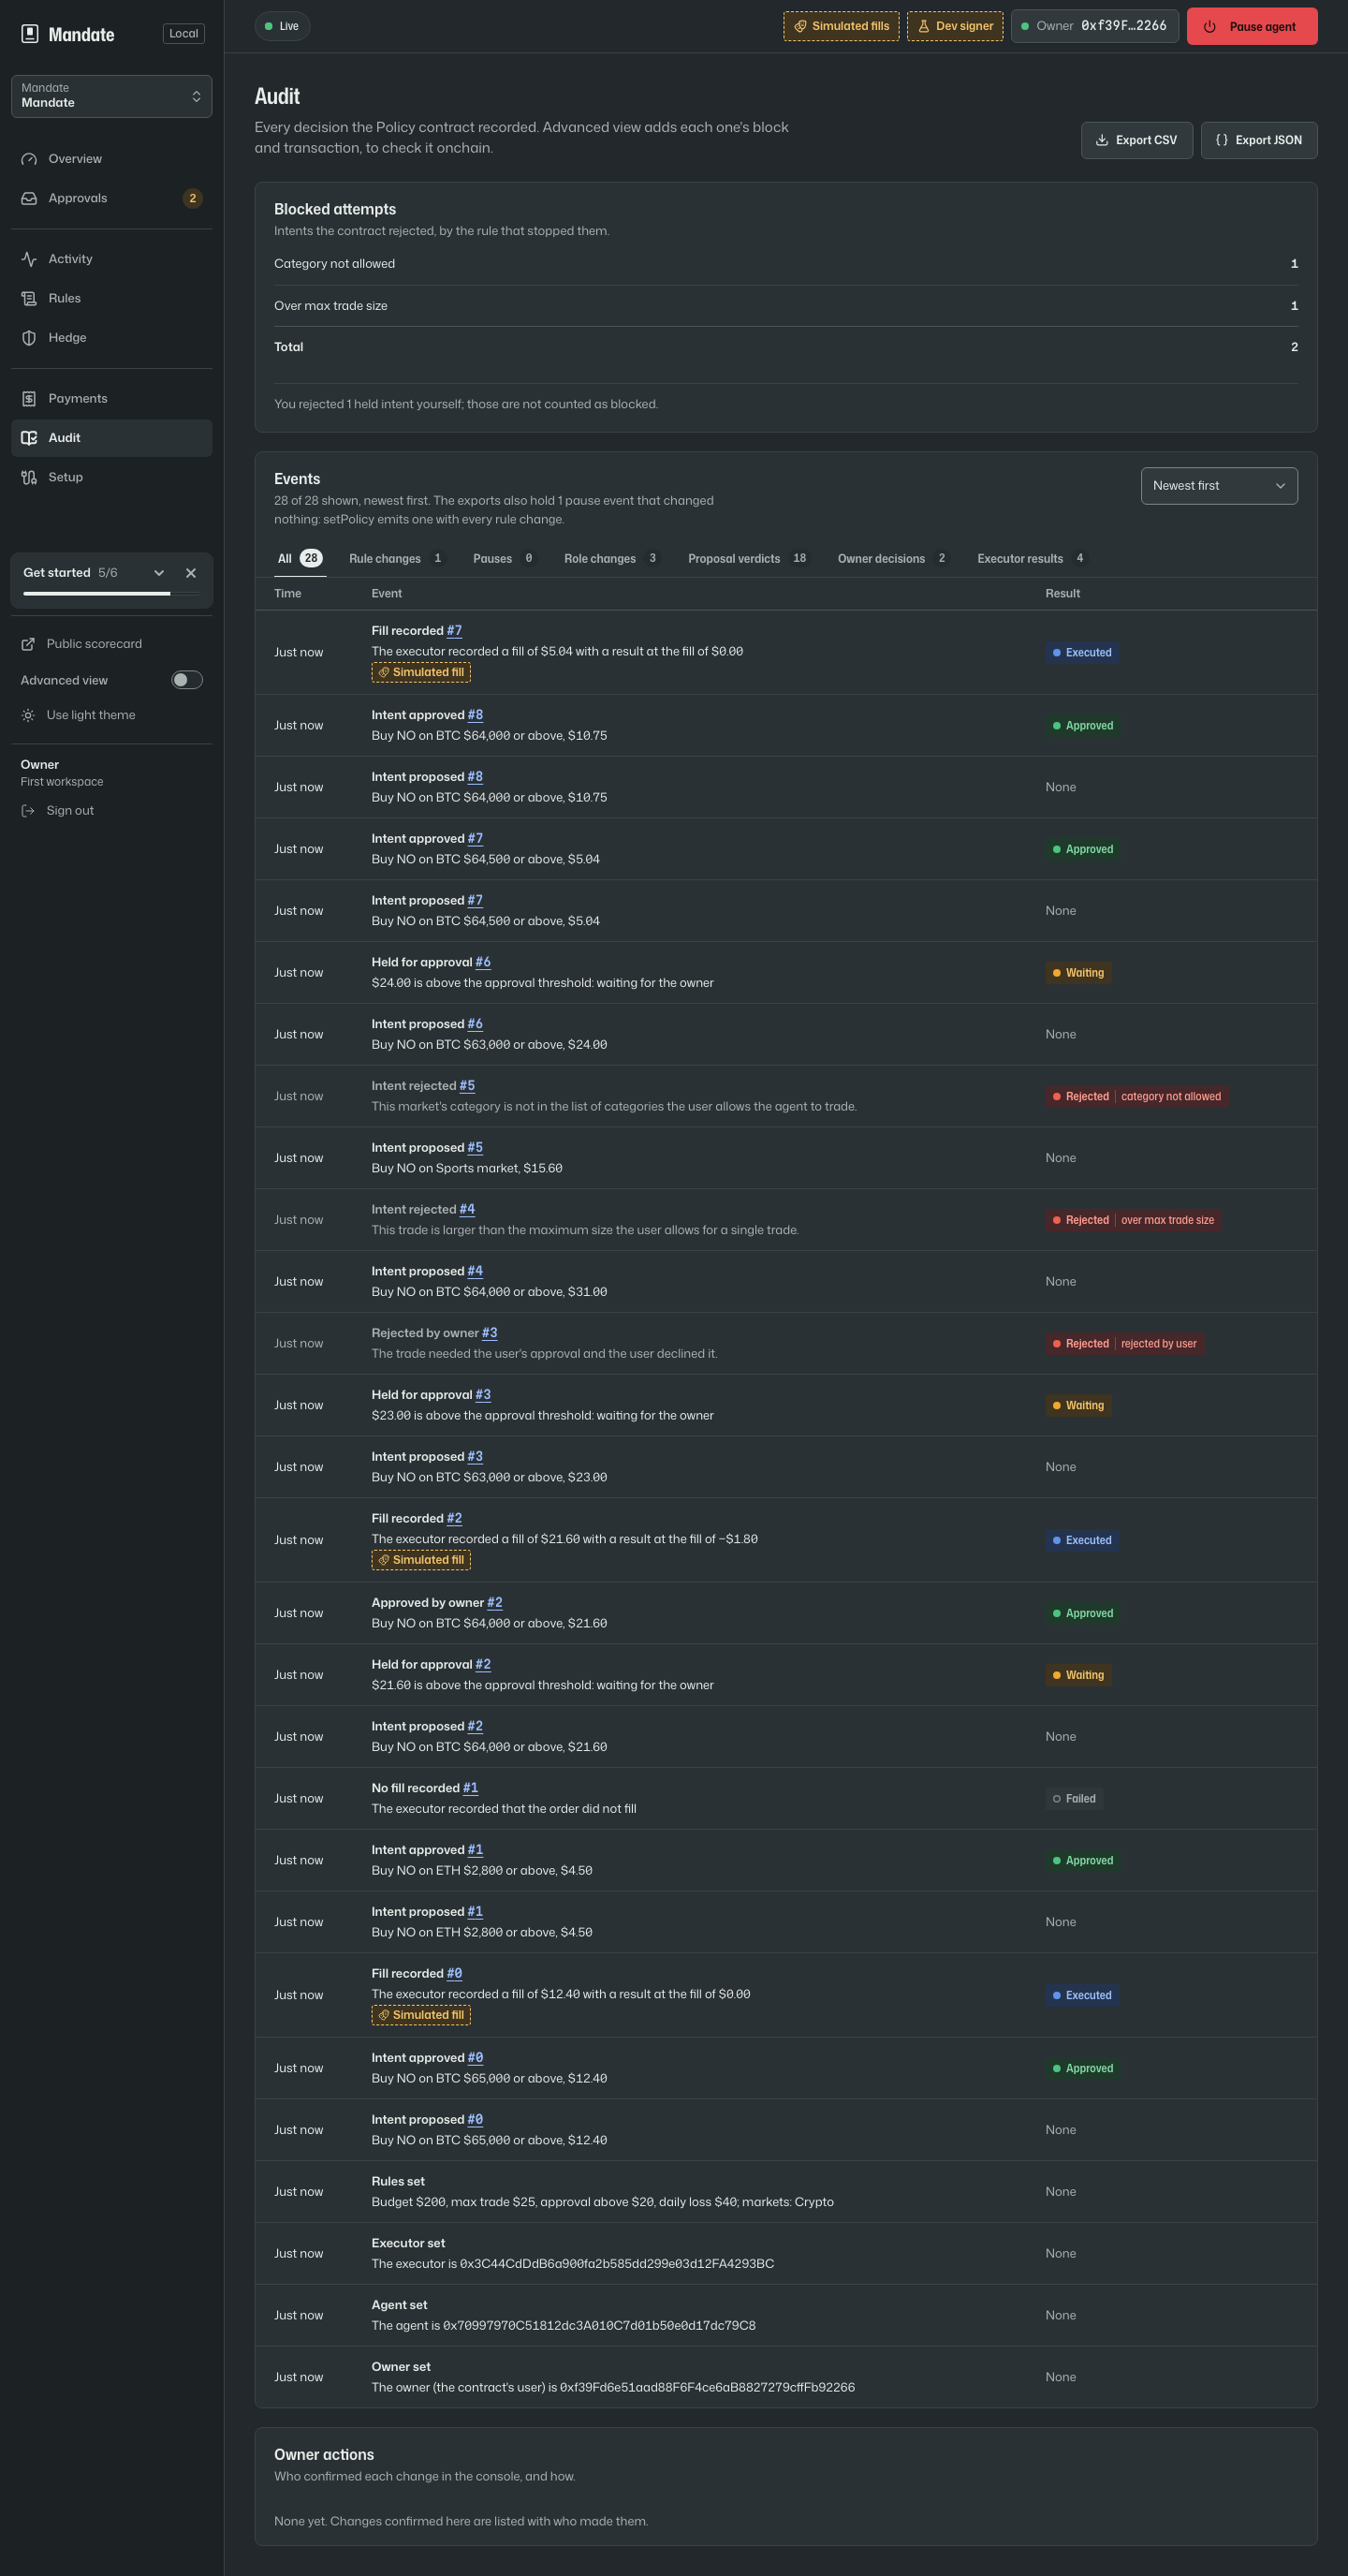 Mandate
Local
Mandate
Mandate
Overview
Approvals 2
Activity
Rules
Hedge
Payments
Audit
Setup
Get started 5/6
Public scorecard
Advanced view
Use light theme
Owner
First workspace
Sign out
Live
Simulated fills
Dev signer
Owner 0xf39F…2266
Pause agent
Audit
Every decision the Policy contract recorded. Advanced view adds each one's block
and transaction, to check it onchain.
Export CSV
Export JSON
Blocked attempts
Intents the contract rejected, by the rule that stopped them.
Category not allowed 1
Over max trade size 1
Total 2
You rejected 1 held intent yourself; those are not counted as blocked.
Events
28 of 28 shown, newest first. The exports also hold 1 pause event that changed
nothing: setPolicy emits one with every rule change.
Newest first
All 28 Rule changes 1 Pauses 0 Role changes 3 Proposal verdicts 18 Owner decisions 2 Executor results 4
Time Event Result
Fill recorded #7
Just now The executor recorded a fill of $5.04 with a result at the fill of $0.00 Executed
Simulated fill
Intent approved #8
Just now Approved
Buy NO on BTC $64,000 or above, $10.75
Intent proposed #8
Just now None
Buy NO on BTC $64,000 or above, $10.75
Intent approved #7
Just now Approved
Buy NO on BTC $64,500 or above, $5.04
Intent proposed #7
Just now None
Buy NO on BTC $64,500 or above, $5.04
Held for approval #6
Just now Waiting
$24.00 is above the approval threshold: waiting for the owner
Intent proposed #6
Just now None
Buy NO on BTC $63,000 or above, $24.00
Intent rejected #5
Just now Rejected category not allowed
This market's category is not in the list of categories the user allows the agent to trade.
Intent proposed #5
Just now None
Buy NO on Sports market, $15.60
Intent rejected #4
Just now Rejected over max trade size
This trade is larger than the maximum size the user allows for a single trade.
Intent proposed #4
Just now None
Buy NO on BTC $64,000 or above, $31.00
Rejected by owner #3
Just now Rejected rejected by user
The trade needed the user's approval and the user declined it.
Held for approval #3
Just now Waiting
$23.00 is above the approval threshold: waiting for the owner
Intent proposed #3
Just now None
Buy NO on BTC $63,000 or above, $23.00
Fill recorded #2
Just now The executor recorded a fill of $21.60 with a result at the fill of −$1.80 Executed
Simulated fill
Approved by owner #2
Just now Approved
Buy NO on BTC $64,000 or above, $21.60
Held for approval #2
Just now Waiting
$21.60 is above the approval threshold: waiting for the owner
Intent proposed #2
Just now None
Buy NO on BTC $64,000 or above, $21.60
No fill recorded #1
Just now Failed
The executor recorded that the order did not fill
Intent approved #1
Just now Approved
Buy NO on ETH $2,800 or above, $4.50
Intent proposed #1
Just now None
Buy NO on ETH $2,800 or above, $4.50
Fill recorded #0
Just now The executor recorded a fill of $12.40 with a result at the fill of $0.00 Executed
Simulated fill
Intent approved #0
Just now Approved
Buy NO on BTC $65,000 or above, $12.40
Intent proposed #0
Just now None
Buy NO on BTC $65,000 or above, $12.40
Rules set
Just now None
Budget $200, max trade $25, approval above $20, daily loss $40; markets: Crypto
Executor set
Just now None
The executor is 0x3C44CdDdB6a900fa2b585dd299e03d12FA4293BC
Agent set
Just now None
The agent is 0x70997970C51812dc3A010C7d01b50e0d17dc79C8
Owner set
Just now None
The owner (the contract's user) is 0xf39Fd6e51aad88F6F4ce6aB8827279cffFb92266
Owner actions
Who confirmed each change in the console, and how.
None yet. Changes confirmed here are listed with who made them.